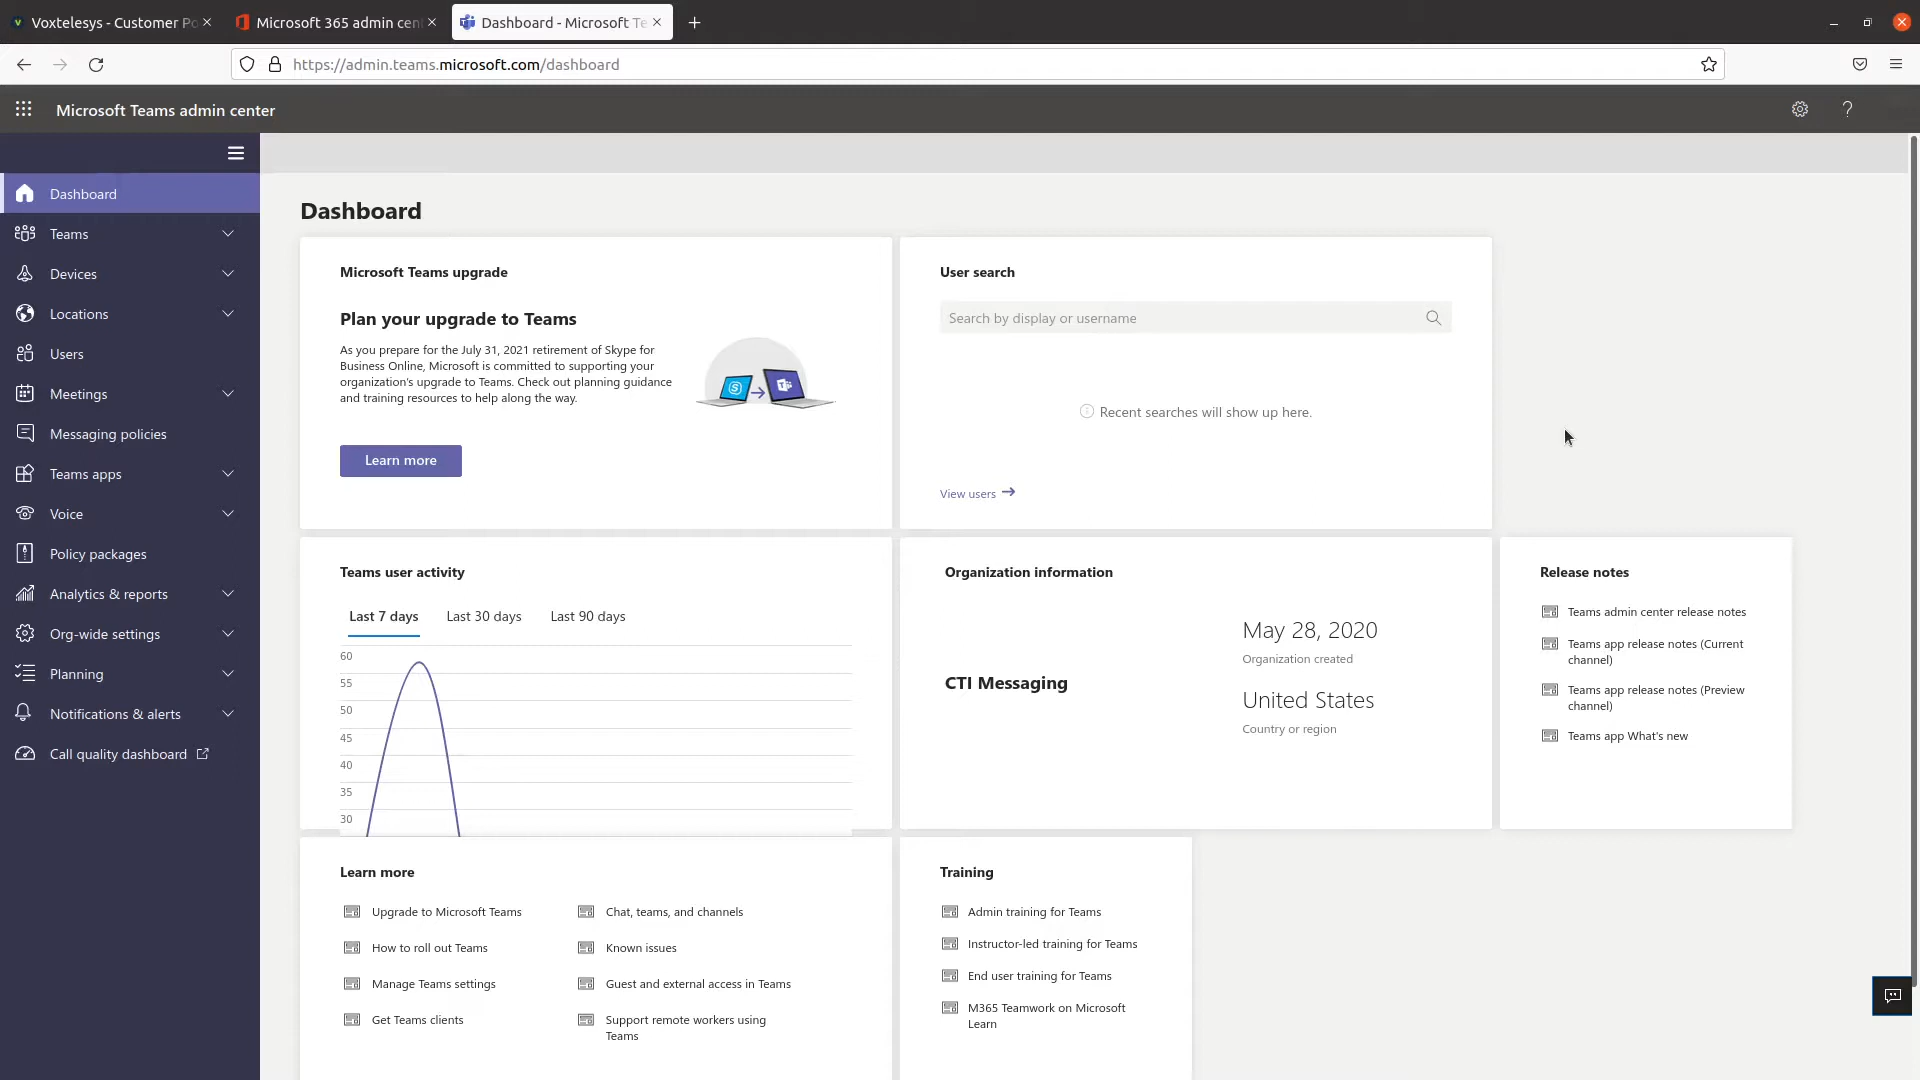 Voxtelesys - Customer Po
Microsoft 365 admin cen
Dashboard - Microsoft Te
https://admin.teams.microsoft.com/dashboard
Microsoft Teams admin center
?
Dashboard
Teams
Devices
Locations
Users
Meetings
Messaging policies
Teams apps
Voice
Policy packages
Analytics & reports
Org-wide settings
Planning
Notifications & alerts
Call quality dashboard
Dashboard
Microsoft Teams upgrade
Plan your upgrade to Teams
As you prepare for the July 31, 2021 retirement of Skype for
Business Online, Microsoft is committed to supporting your
organization's upgrade to Teams. Check out planning guidance
and training resources to help along the way.
Learn more
User search
Search by display or username
Recent searches will show up here.
View users
Teams user activity
Last 7 days
Last 30 days
Last 90 days
60
55
50
45
40
35
30
Organization information
CTI Messaging
May 28, 2020
Organization created
United States
Country or region
Release notes
Teams admin center release notes
Teams app release notes (Current
channel)
Teams app release notes (Preview
channel)
Teams app What's new
Learn more
Upgrade to Microsoft Teams
How to roll out Teams
Manage Teams settings
Get Teams clients
Chat, teams, and channels
Known issues
Guest and external access in Teams
Support remote workers using
Teams
Training
Admin training for Teams
Instructor-led training for Teams
End user training for Teams
M365 Teamwork on Microsoft
Learn